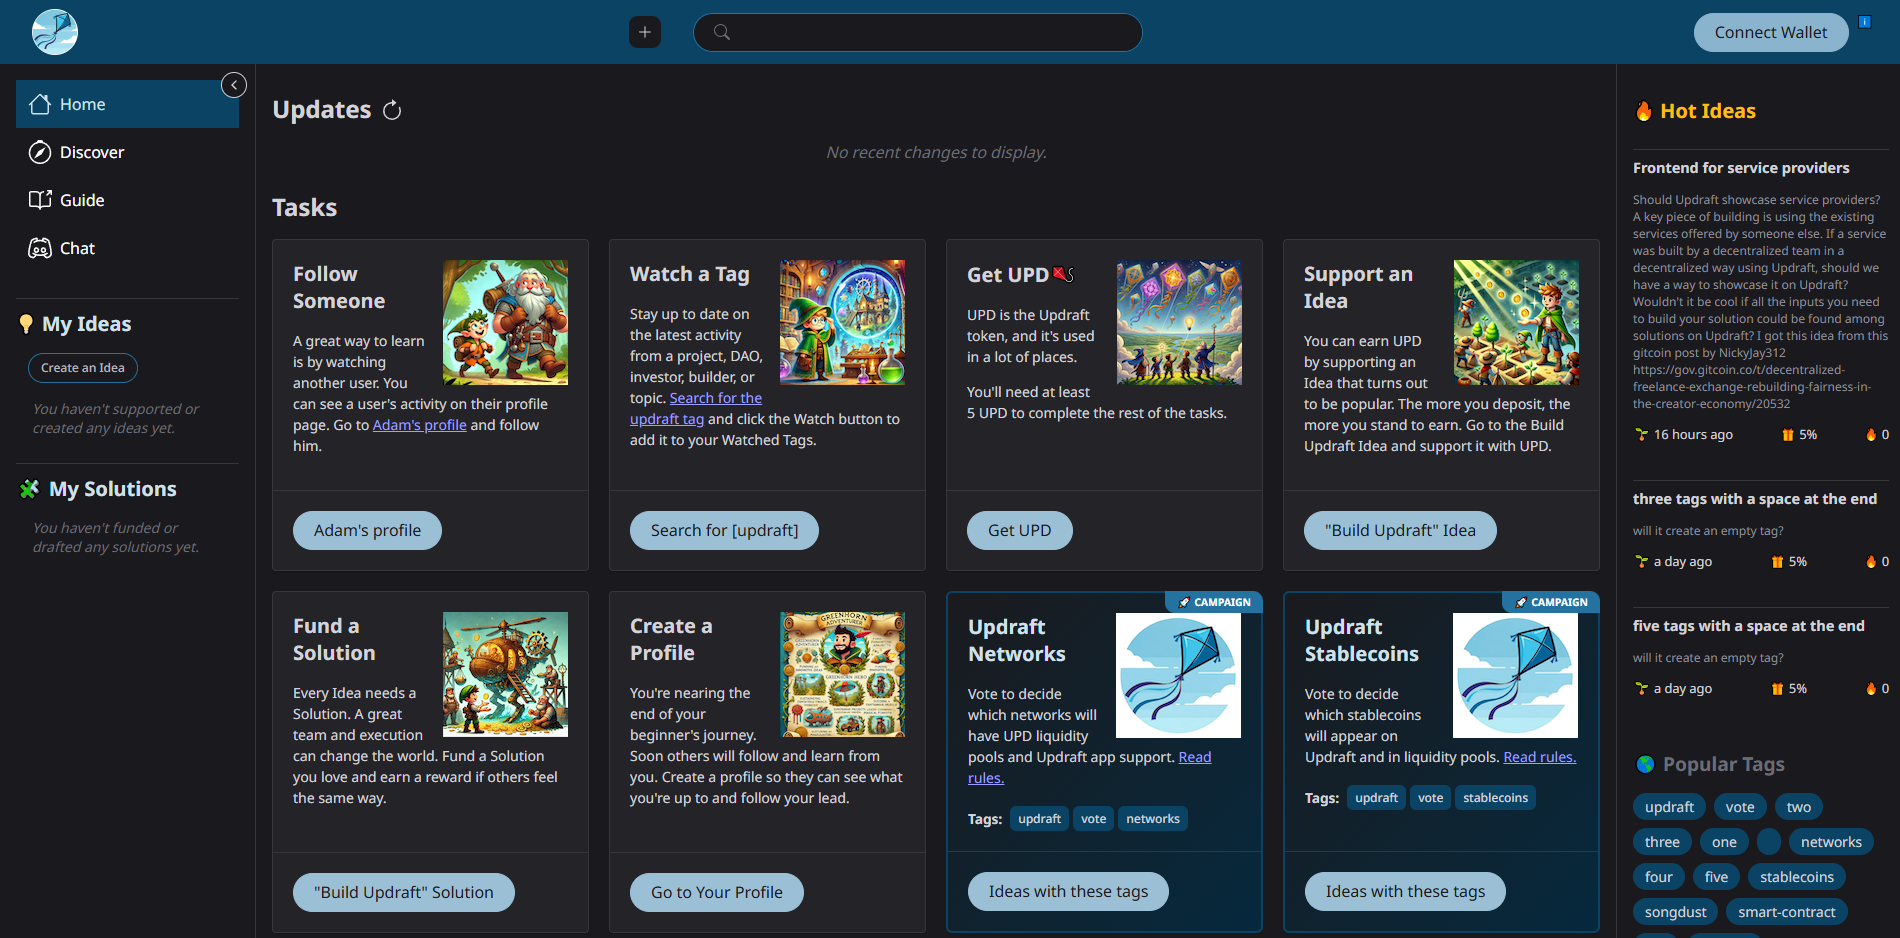 Connect Wallet
i
Home
Discover
Guide
Chat
My Ideas
Create an Idea
You haven't supported or
created any ideas yet.
My Solutions
You haven't funded or
drafted any solutions yet.
Updates
No recent changes to display.
Tasks
Follow
Someone
A great way to learn
is by watching
another user. You
can see a user's activity on their profile
page. Go to Adam's profile and follow
him.
Adam's profile
Watch a Tag
Stay up to date on
the latest activity
from a project, DAO,
investor, builder, or
topic. Search for the
updraft tag and click the Watch button to
add it to your Watched Tags.
Search for [updraft]
Get UPD
UPD is the Updraft
token, and it's used
in a lot of places.
You'll need at least
5 UPD to complete the rest of the tasks.
Get UPD
Support an
Idea
You can earn UPD
by supporting an
Idea that turns out
to be popular. The more you deposit, the
more you stand to earn. Go to the Build
Updraft Idea and support it with UPD.
"Build Updraft" Idea
Fund a
Solution
Every Idea needs a
Solution. A great
team and execution
can change the world. Fund a Solution
you love and earn a reward if others feel
the same way.
"Build Updraft" Solution
Create a
Profile
GREENHORN
ADVENTURER
GREENHORN HERO
You're nearing the
end of your
beginner's journey.
Soon others will follow and learn from
you. Create a profile so they can see what
you're up to and follow your lead.
Go to Your Profile
CAMPAIGN
Updraft
Networks
Vote to decide
which networks will
have UPD liquidity
pools and Updraft app support. Read
rules.
Tags: updraft vote networks
Ideas with these tags
CAMPAIGN
Updraft
Stablecoins
Vote to decide
which stablecoins
will appear on
Updraft and in liquidity pools. Read rules.
Tags: updraft vote stablecoins
Ideas with these tags
Hot Ideas
Frontend for service providers
Should Updraft showcase service providers?
A key piece of building is using the existing
services offered by someone else. If a service
was built by a decentralized team in a
decentralized way using Updraft, should we
have a way to showcase it on Updraft?
Wouldn't it be cool if all the inputs you need
to build your solution could be found among
solutions on Updraft? I got this idea from this
gitcoin post by NickyJay312
https://gov.gitcoin.co/t/decentralized-
freelance-exchange-rebuilding-fairness-in-
the-creator-economy/20532
16 hours ago 5% 0
three tags with a space at the end
will it create an empty tag?
a day ago 5% 0
five tags with a space at the end
will it create an empty tag?
a day ago 5% 0
Popular Tags
updraft vote two
three one networks
four five stablecoins
songdust smart-contract